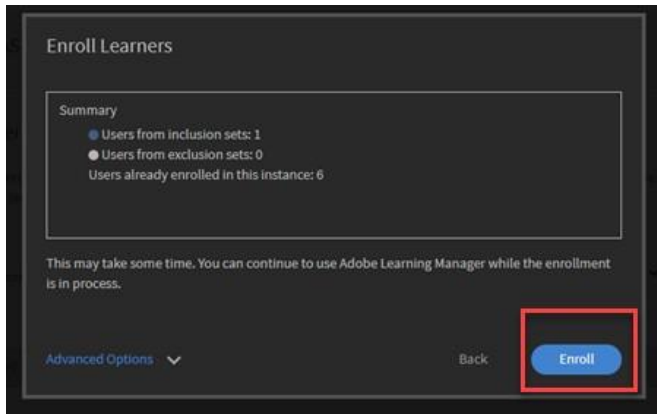 Enroll Learners
Summary
Users from inclusion sets: 1
Users from exclusion sets: 0
Users already enrolled in this instance: 6
This may take some time. You can continue to use Adobe Learning Manager while the enrollment
is in process.
Advanced Options
Back
Enroll